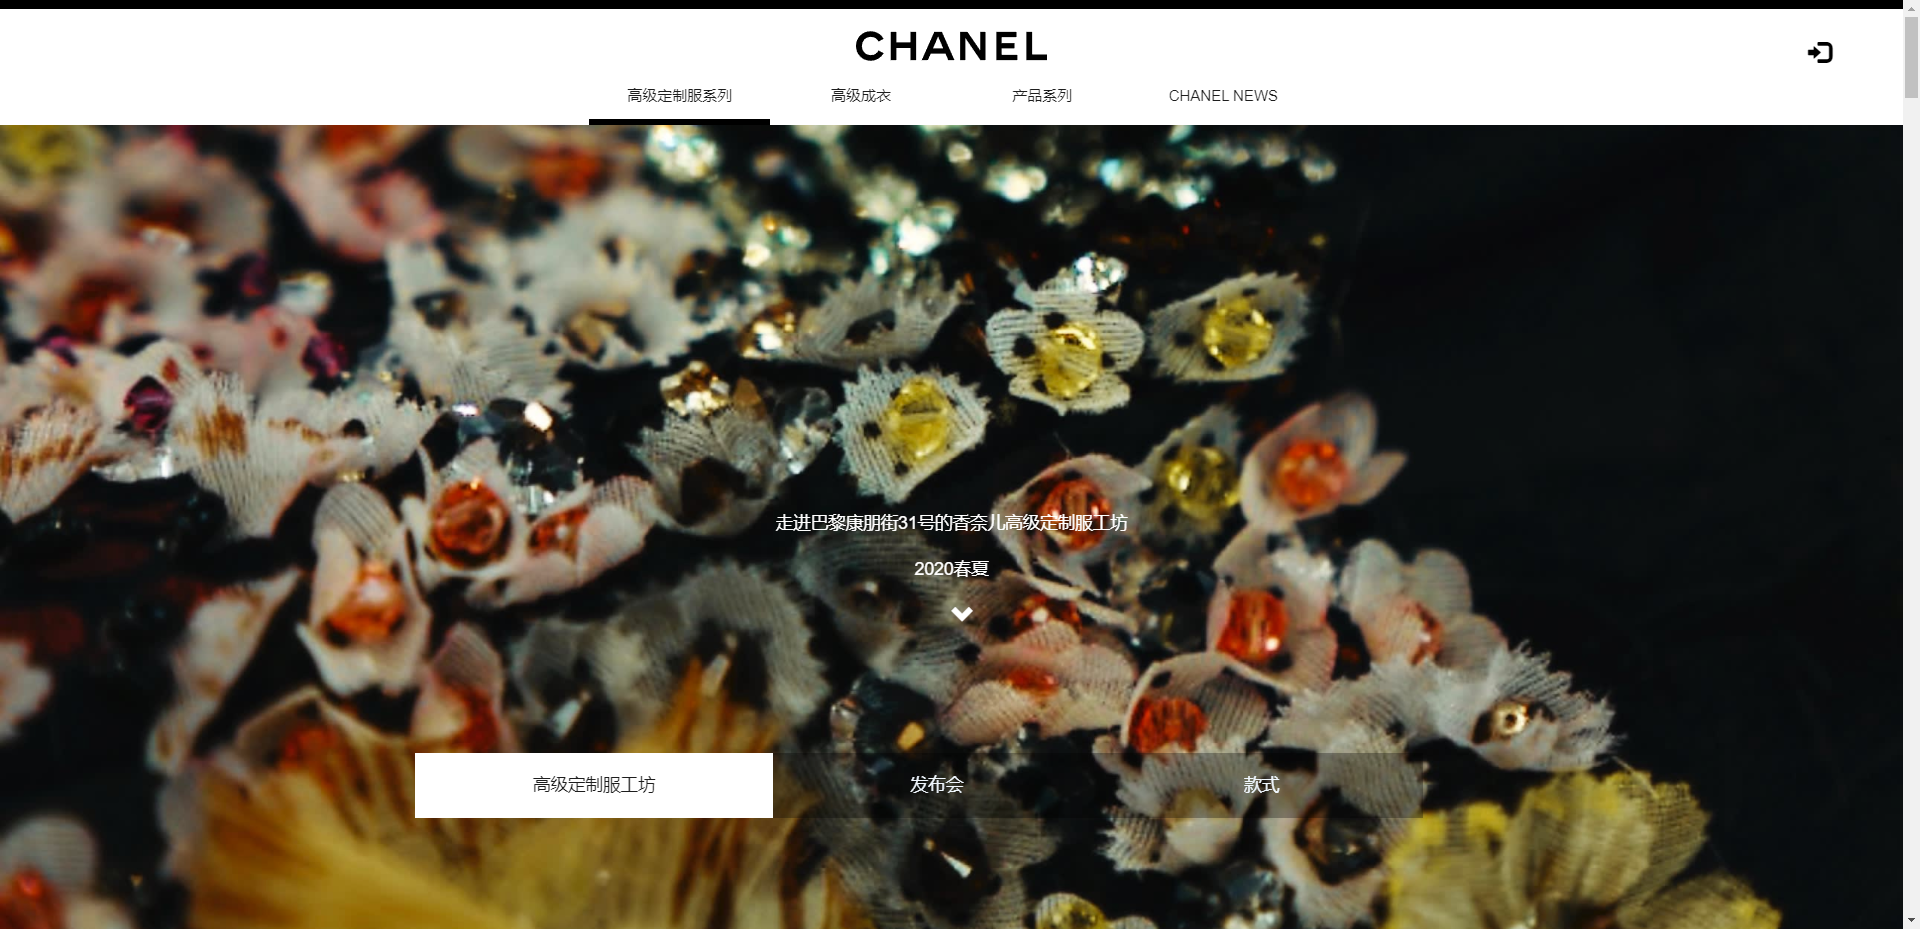 CHANEL
高级定制服系列
高级成衣
产品系列
CHANEL NEWS
走进巴黎康朋街31号的香奈儿高级定制服工坊
2020春夏
高级定制服工坊
发布会
款式